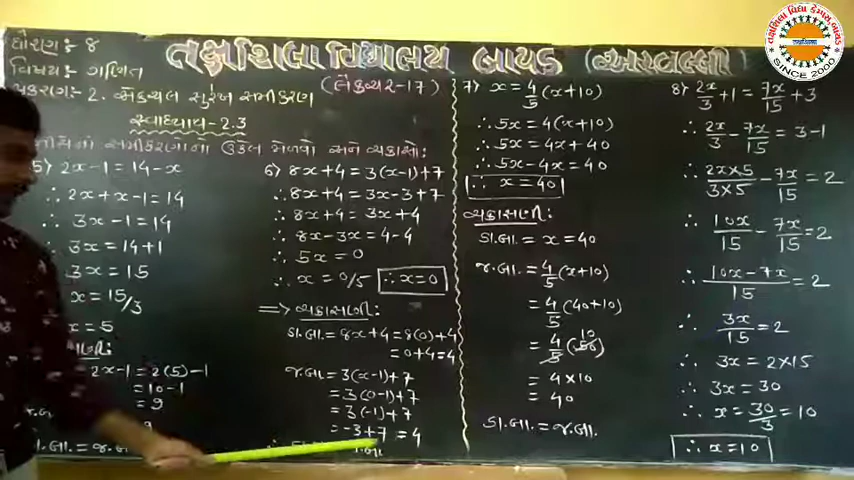 ધોરણ :- 8
તક્ષશિલા વિદ્યાલય બાયડ (અરવલ્લી)
વિષય:- ગણિત
પ્રકરણ:- 2. એકચલ સુરેખ સમીકરણ
(લેક્ચર-17)
સ્વાધ્યાય-2.3
સમીકરણોનો ઉકેલ મેળવો અને ચકાસો:
5) 2x-1=14-x
∴ 2x+x-1=14
∴ 3x-1=14
3x=14+1
3x=15
x=15/3
x=5
2x-1=2(5)-1
=10-1
=9
9
ડા.બા.=જ.બા.
6) 8x+4=3(x-1)+7
∴ 8x+4=3x-3+7
∴ 8x+4=3x+4
∴ 8x-3x=4-4
∴ 5x=0
∴ x=0/5 ∴ x=0
=> ચકાસણી:
ડા.બા.=8x+4=8(0)+4
=0+4=4
જ.બા.=3(x-1)+7
=3(0-1)+7
=3(-1)+7
=-3+7 =4
7) x=4/5(x+10)
∴ 5x=4(x+10)
∴ 5x=4x+40
∴ 5x-4x=40
∴ x=40
ચકાસણી:
ડા.બા.=x=40
જ.બા.=4/5(x+10)
=4/5(40+10)
=4/5(50) 10
=4x10
=40
ડા.બા.=જ.બા.
8) 2x/3+1=7x/15+3
∴ 2x/3-7x/15=3-1
∴ 2x×5/3×5-7x/15=2
∴ 10x/15-7x/15=2
∴ 10x-7x/15=2
∴ 3x/15=2
∴ 3x=2×15
∴ 3x=30
∴ x=30/3=10
∴ x=10
SINCE 2000